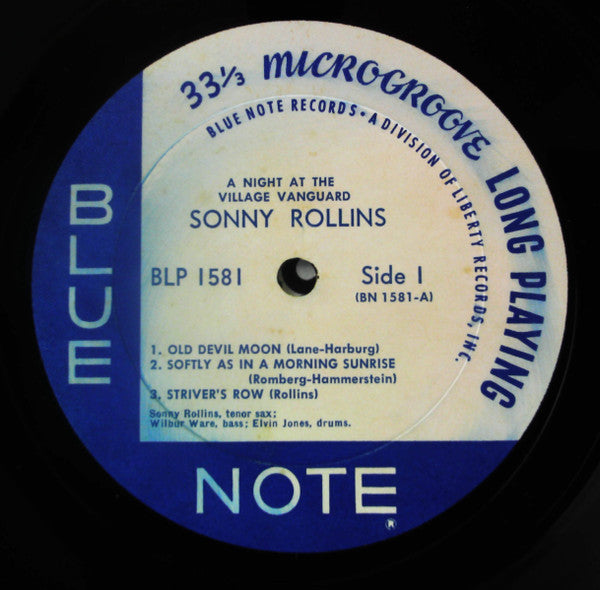 33⅓ MICROGROOVE LONG PLAYING
BLUE NOTE RECORDS • A DIVISION OF LIBERTY RECORDS, INC.
A NIGHT AT THE
VILLAGE VANGUARD
SONNY ROLLINS
BLP 1581
Side 1
(BN 1581-A)
1. OLD DEVIL MOON (Lane-Harburg)
2. SOFTLY AS IN A MORNING SUNRISE
(Romberg-Hammerstein)
3. STRIVER'S ROW (Rollins)
Sonny Rollins, tenor sax;
Wilbur Ware, bass; Elvin Jones, drums.
BLUE
NOTE
®